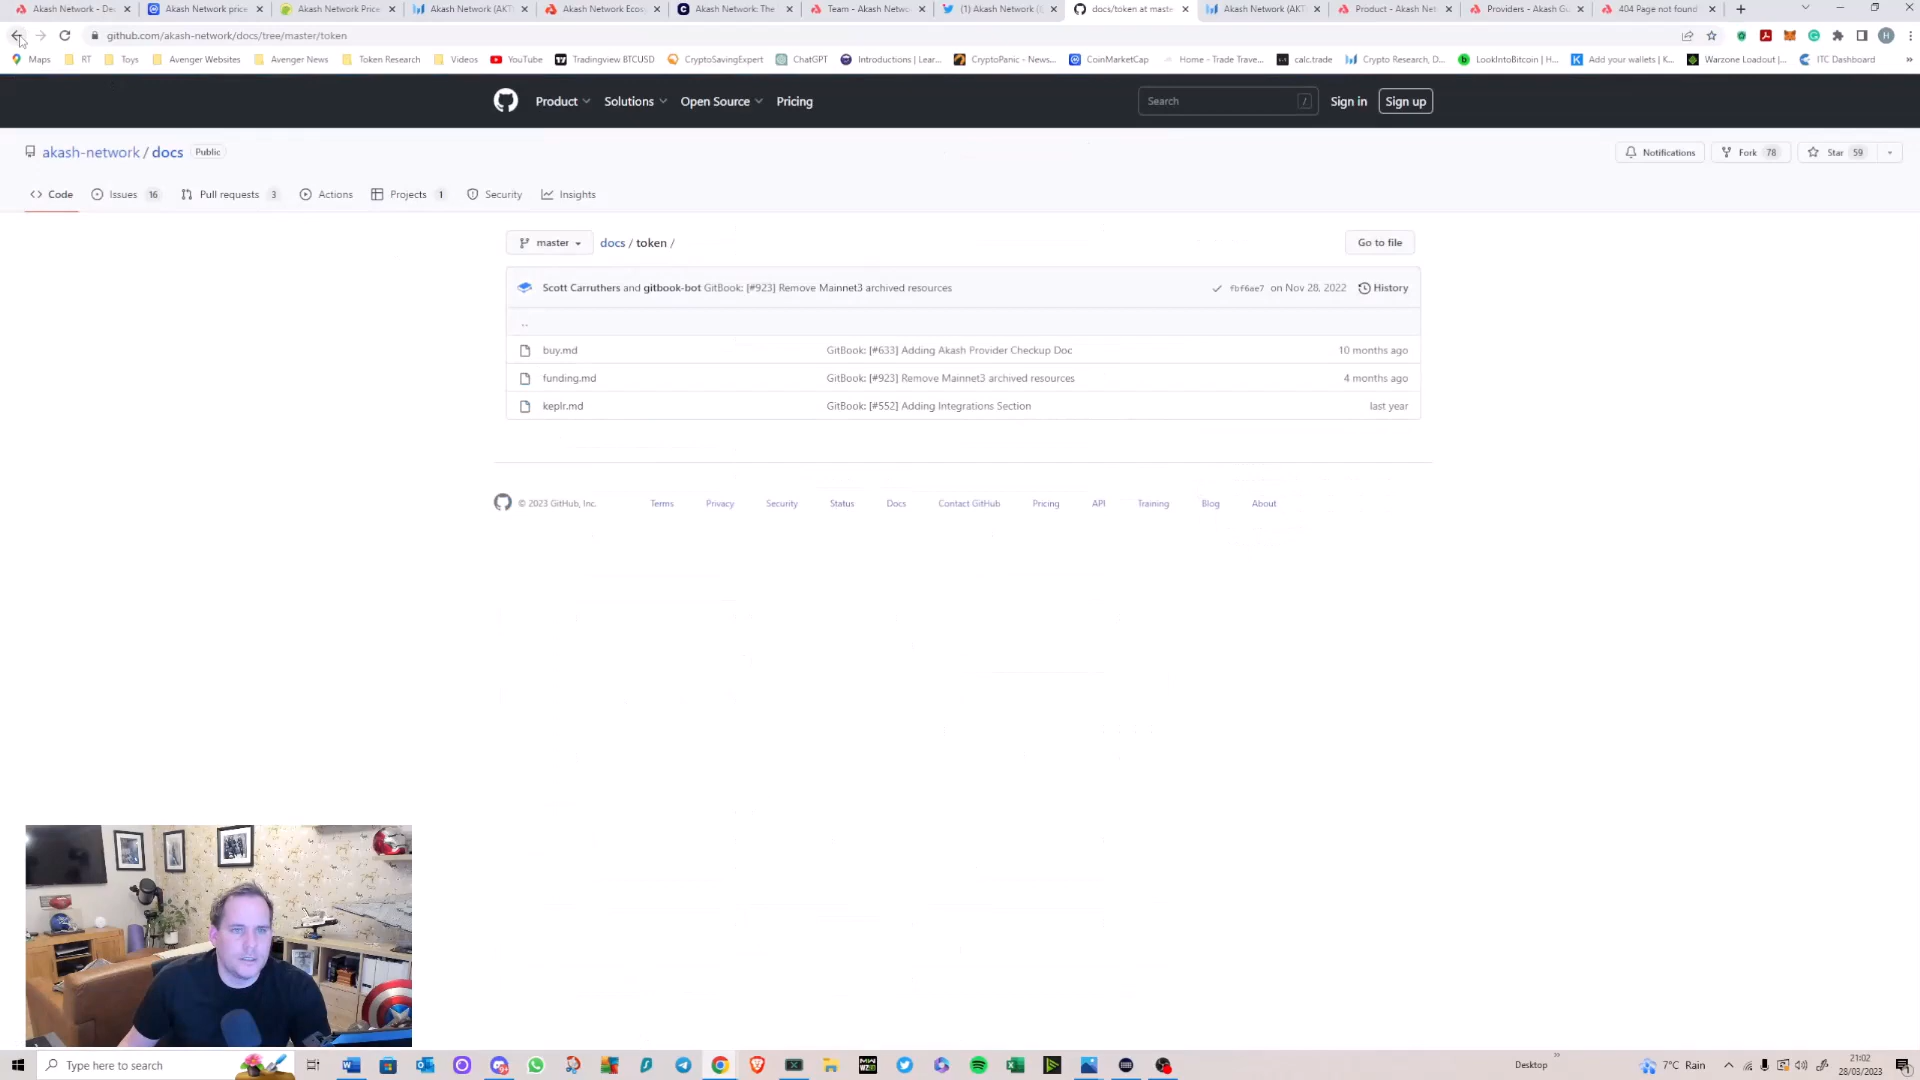 Akash Network - De
Akash Network price
Akash Network Price
Akash Network (AKT
Akash Network Ecos
Akash Network: The
Team - Akash Netwo
(1) Akash Network (
docs/token at maste
Akash Network (AKT
Product - Akash Net
Providers - Akash Gu
404 Page not found
github.com/akash-network/docs/tree/master/token
Maps RT Toys Avenger Websites Avenger News Token Research Videos YouTube Tradingview BTCUSD CryptoSavingExpert ChatGPT Introductions | Lear... CryptoPanic - News... CoinMarketCap Home - Trade Trave... calc.trade Crypto Research, D... LookIntoBitcoin | H... Add your wallets | K... Warzone Loadout |... ITC Dashboard
Product Solutions Open Source Pricing Search / Sign in Sign up
akash-network / docs Public Notifications Fork 78 Star 59
Code Issues 16 Pull requests 3 Actions Projects 1 Security Insights
master docs / token / Go to file
Scott Carruthers and gitbook-bot GitBook: [#923] Remove Mainnet3 archived resources fbf6ae7 on Nov 28, 2022 History
..
buy.md GitBook: [#633] Adding Akash Provider Checkup Doc 10 months ago
funding.md GitBook: [#923] Remove Mainnet3 archived resources 4 months ago
keplr.md GitBook: [#552] Adding Integrations Section last year
© 2023 GitHub, Inc. Terms Privacy Security Status Docs Contact GitHub Pricing API Training Blog About
Type here to search Desktop 7°C Rain 21:02
28/03/2023